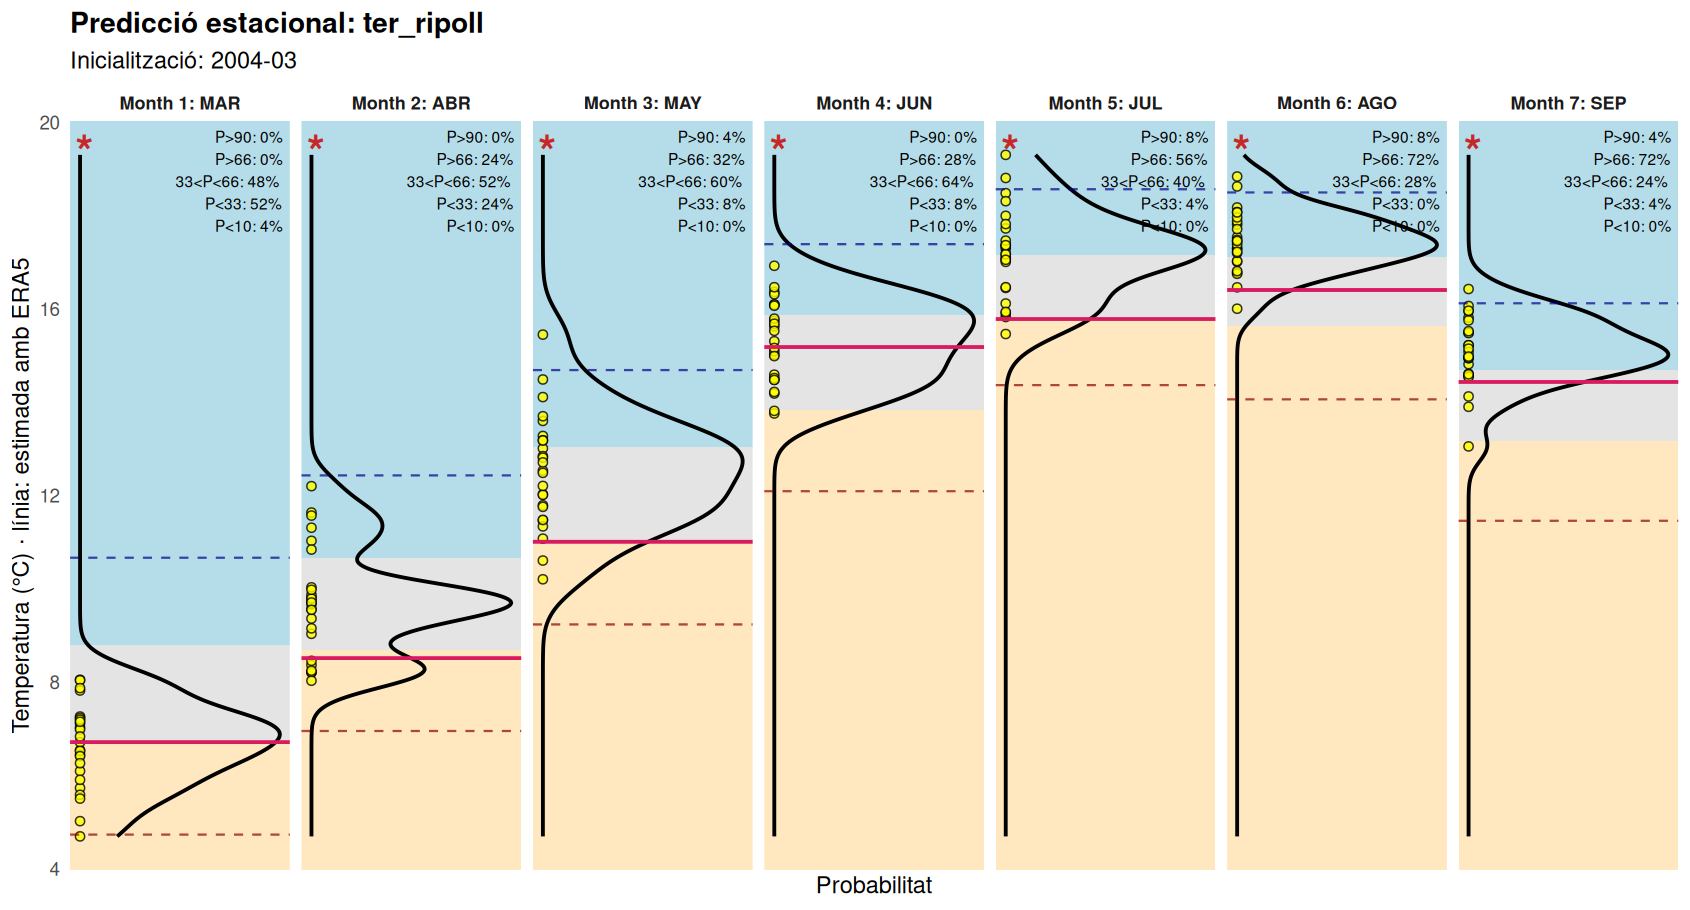 Predicció estacional: ter_ripoll
Inicialització: 2004-03
Month 1: MAR
Month 2: ABR
Month 3: MAY
Month 4: JUN
Month 5: JUL
Month 6: AGO
Month 7: SEP
Temperatura (°C) · línia: estimada amb ERA5
20
16
12
8
4
*
P>90: 0%
P>66: 0%
33<P<66: 48%
P<33: 52%
P<10: 4%
*
P>90: 0%
P>66: 24%
33<P<66: 52%
P<33: 24%
P<10: 0%
*
P>90: 4%
P>66: 32%
33<P<66: 60%
P<33: 8%
P<10: 0%
*
P>90: 0%
P>66: 28%
33<P<66: 64%
P<33: 8%
P<10: 0%
*
P>90: 8%
P>66: 56%
33<P<66: 40%
P<33: 4%
P<10: 0%
*
P>90: 8%
P>66: 72%
33<P<66: 28%
P<33: 0%
P<10: 0%
*
P>90: 4%
P>66: 72%
33<P<66: 24%
P<33: 4%
P<10: 0%
Probabilitat